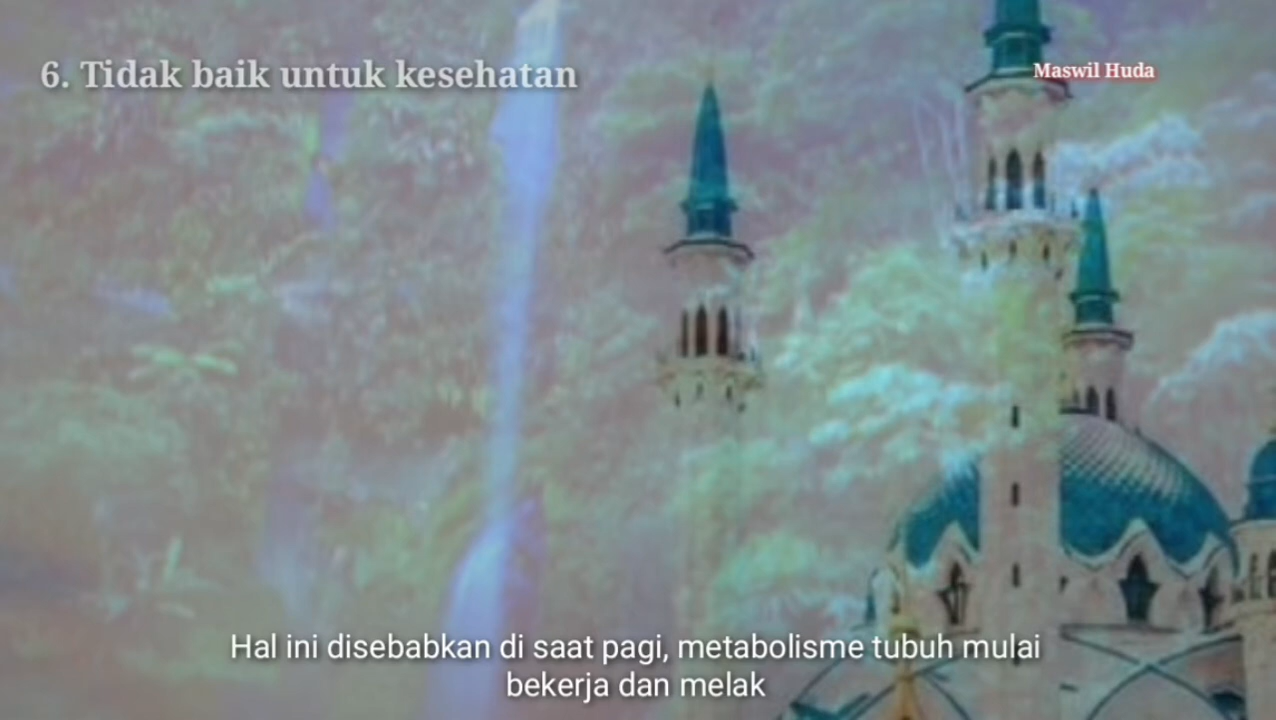 6. Tidak baik untuk kesehatan
Maswil Huda
Hal ini disebabkan di saat pagi, metabolisme tubuh mulai
bekerja dan melak